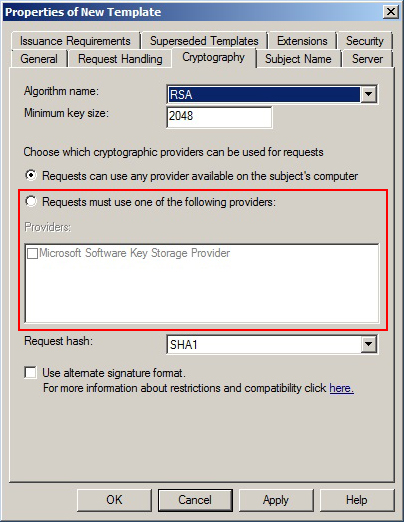 Properties of New Template
Issuance Requirements Superseded Templates Extensions Security
General Request Handling Cryptography Subject Name Server
Algorithm name: RSA
Minimum key size: 2048
Choose which cryptographic providers can be used for requests
Requests can use any provider available on the subject's computer
Requests must use one of the following providers:
Providers:
Microsoft Software Key Storage Provider
Request hash: SHA1
Use alternate signature format.
For more information about restrictions and compatibility click here.
OK Cancel Apply Help